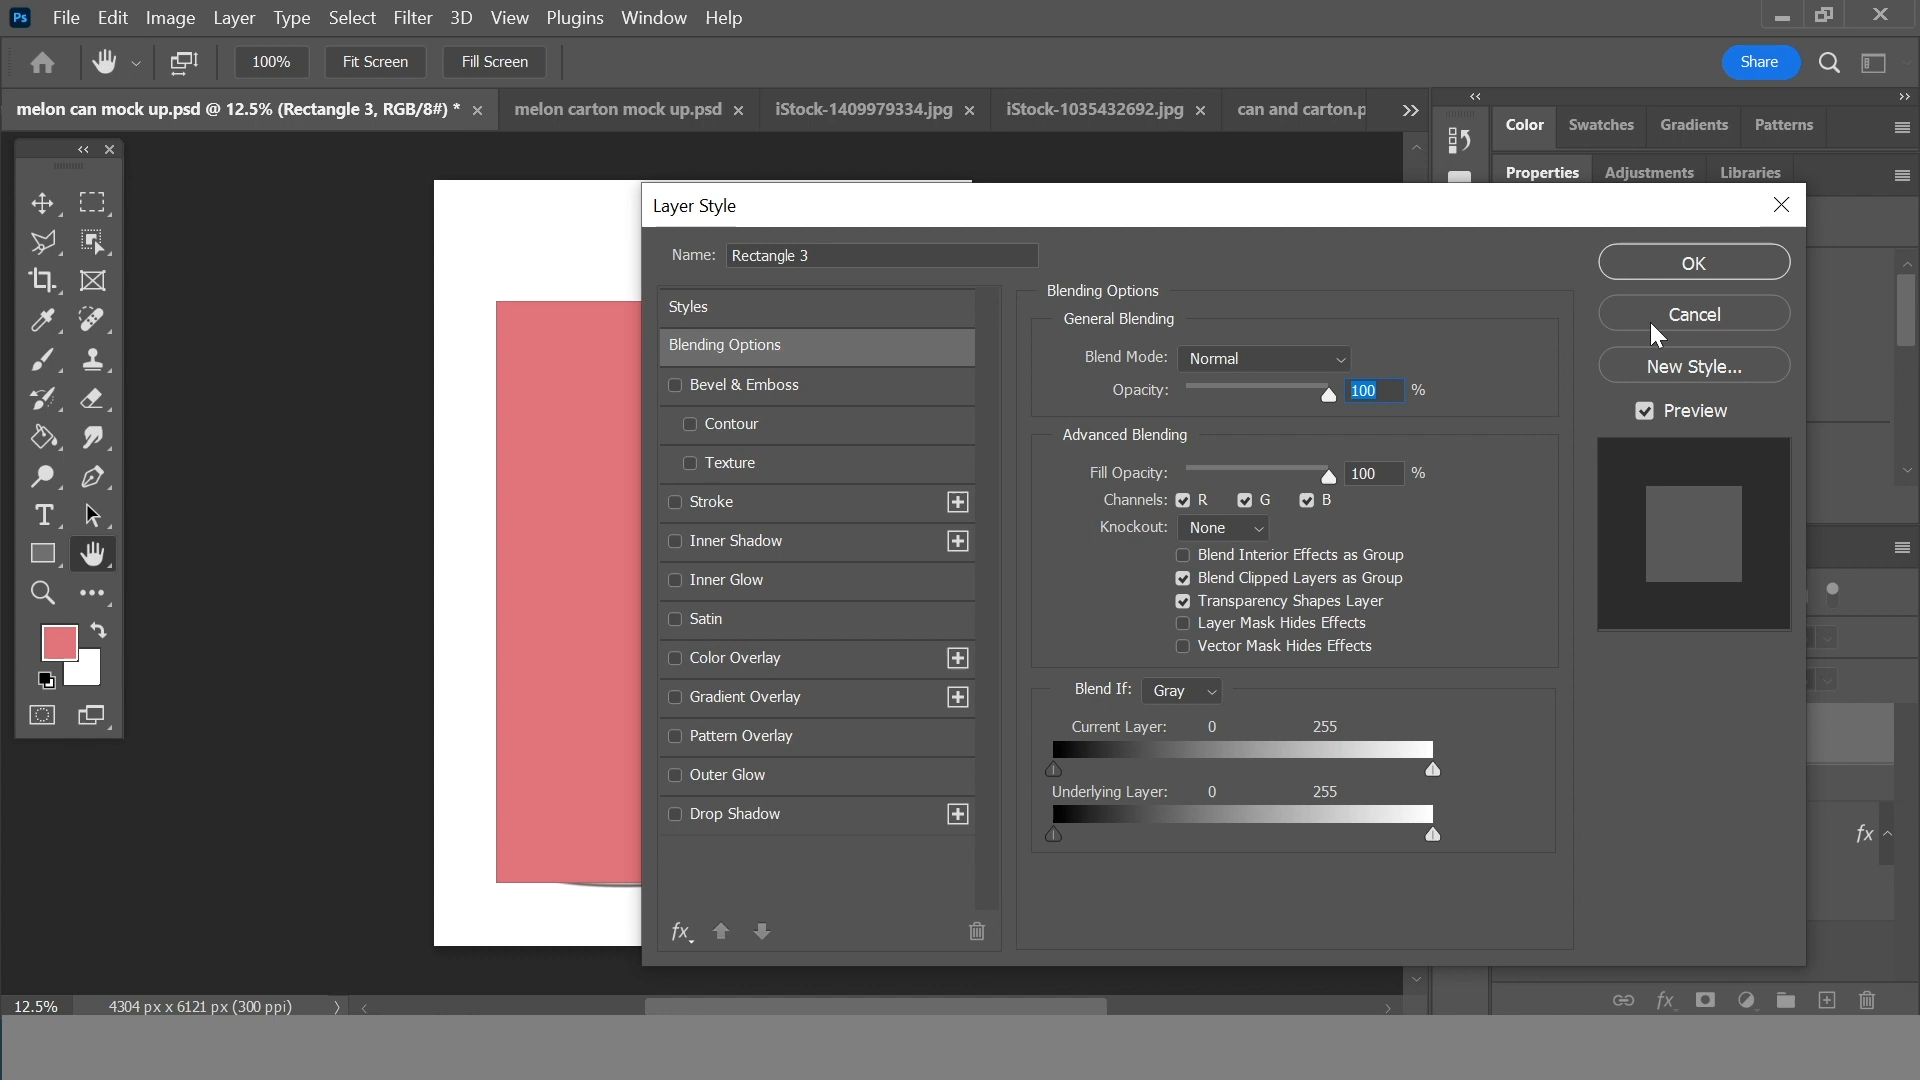 Ps File Edit Image Layer Type Select Filter 3D View Plugins Window Help
100% Fit Screen Fill Screen Share
melon can mock up.psd @ 12.5% (Rectangle 3, RGB/8#) * melon carton mock up.psd iStock-1409979334.jpg iStock-1035432692.jpg can and carton.p
Color Swatches Gradients Patterns
Properties Adjustments Libraries
Layer Style
Name: Rectangle 3
OK
Cancel
New Style...
Preview
Styles
Blending Options
Bevel & Emboss
Contour
Texture
Stroke
Inner Shadow
Inner Glow
Satin
Color Overlay
Gradient Overlay
Pattern Overlay
Outer Glow
Drop Shadow
fx
Blending Options
General Blending
Blend Mode: Normal
Opacity: 100 %
Advanced Blending
Fill Opacity: 100 %
Channels: R G B
Knockout: None
Blend Interior Effects as Group
Blend Clipped Layers as Group
Transparency Shapes Layer
Layer Mask Hides Effects
Vector Mask Hides Effects
Blend If: Gray
Current Layer: 0 255
Underlying Layer: 0 255
fx
12.5% 4304 px x 6121 px (300 ppi)
fx